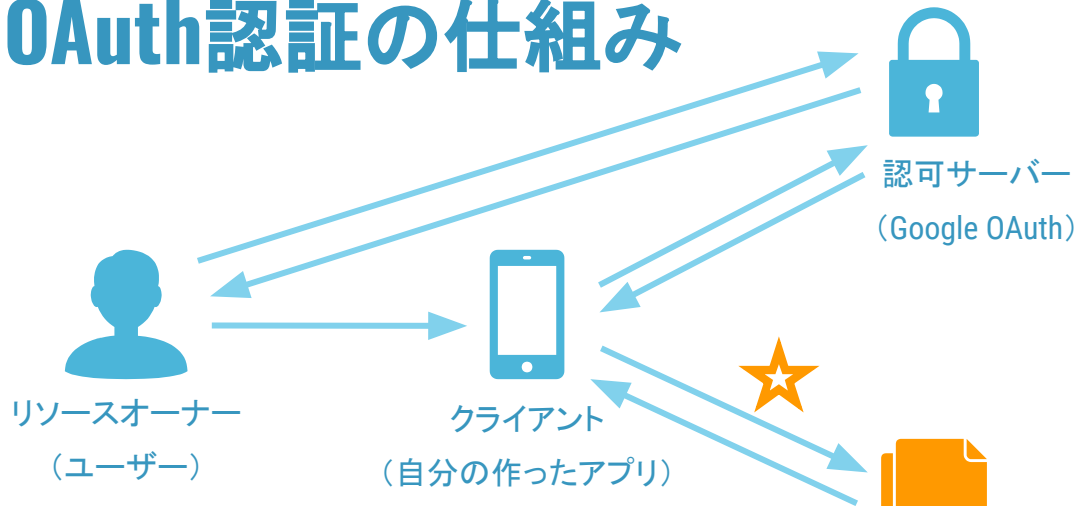 OAuth認証の仕組み
認可サーバー
（Google OAuth）
リソースオーナー
（ユーザー）
クライアント
（自分の作ったアプリ）